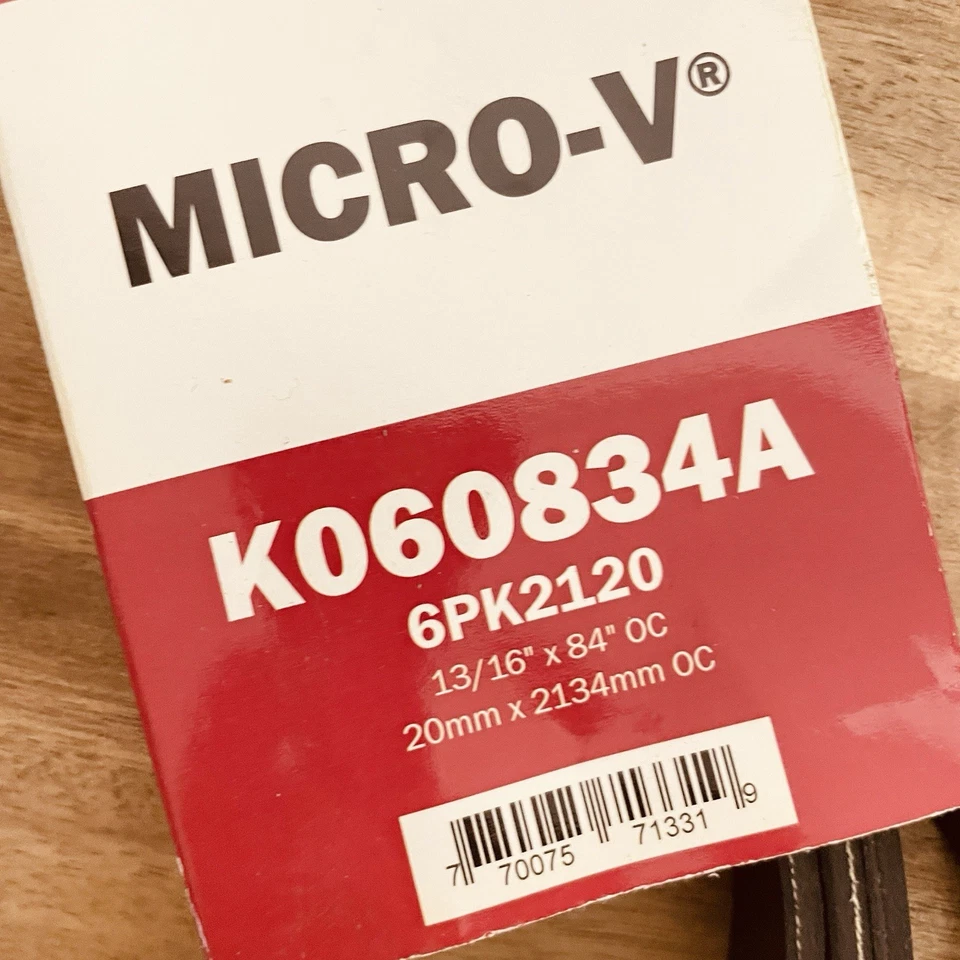 MICRO-V®
K060834A
6PK2120
13/16" x 84" OC
20mm x 2134mm OC
7 70075 71331 9